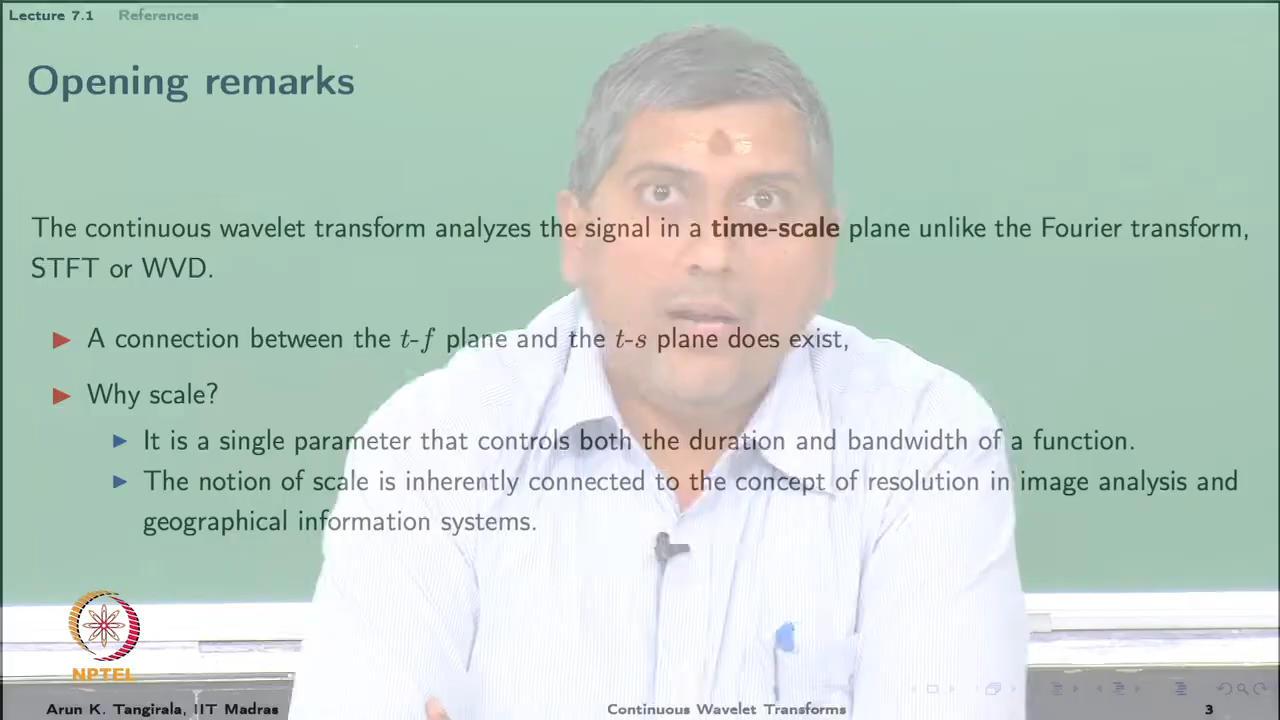 Lecture 7.1 References
Opening remarks
The continuous wavelet transform analyzes the signal in a time-scale plane unlike the Fourier transform,
STFT or WVD.
A connection between the t-f plane and the t-s plane does exist,
Why scale?
It is a single parameter that controls both the duration and bandwidth of a function.
The notion of scale is inherently connected to the concept of resolution in image analysis and
geographical information systems.
NPTEL
Arun K. Tangirala, IIT Madras Continuous Wavelet Transforms 3